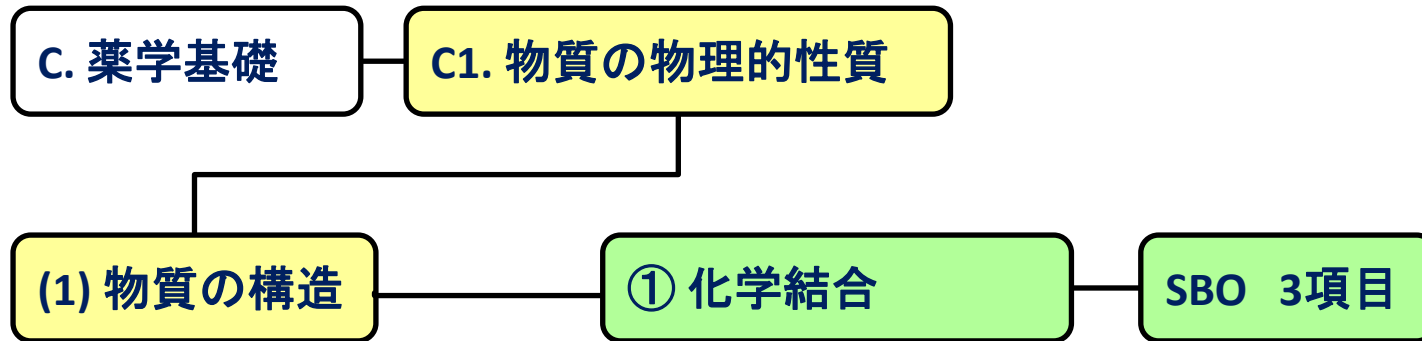 C. 薬学基礎
C1. 物質の物理的性質
(1) 物質の構造
① 化学結合
SBO 3項目